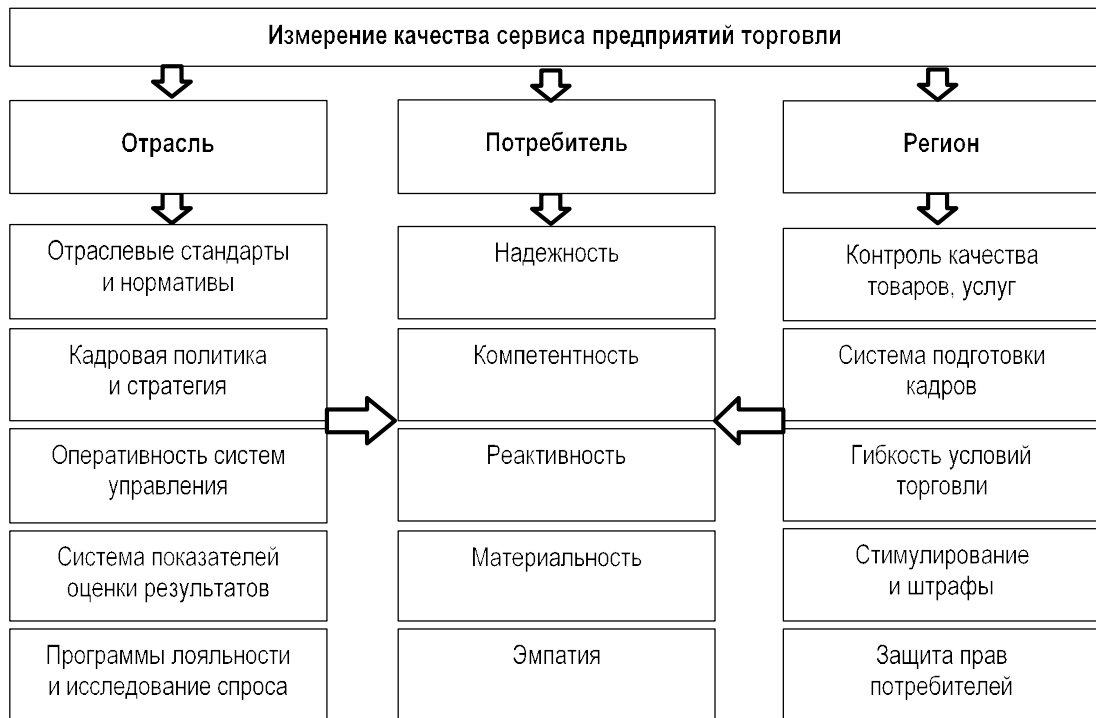 Измерение качества сервиса предприятий торговли
Отрасль
Потребитель
Регион
Отраслевые стандарты
и нормативы
Надежность
Контроль качества
товаров, услуг
Кадровая политика
и стратегия
Компетентность
Система подготовки
кадров
Оперативность систем
управления
Реактивность
Гибкость условий
торговли
Система показателей
оценки результатов
Материальность
Стимулирование
и штрафы
Программы лояльности
и исследование спроса
Эмпатия
Защита прав
потребителей